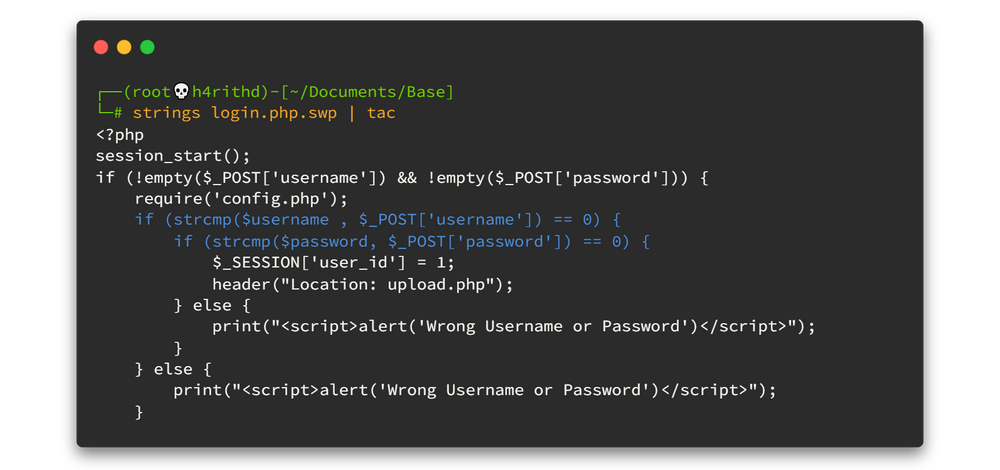 ┌──(root💀h4rithd)-[~/Documents/Base]
└─# strings login.php.swp | tac
<?php
session_start();
if (!empty($_POST['username']) && !empty($_POST['password'])) {
    require('config.php');
    if (strcmp($username , $_POST['username']) == 0) {
        if (strcmp($password, $_POST['password']) == 0) {
            $_SESSION['user_id'] = 1;
            header("Location: upload.php");
        } else {
            print("<script>alert('Wrong Username or Password')</script>");
        }
    } else {
        print("<script>alert('Wrong Username or Password')</script>");
    }